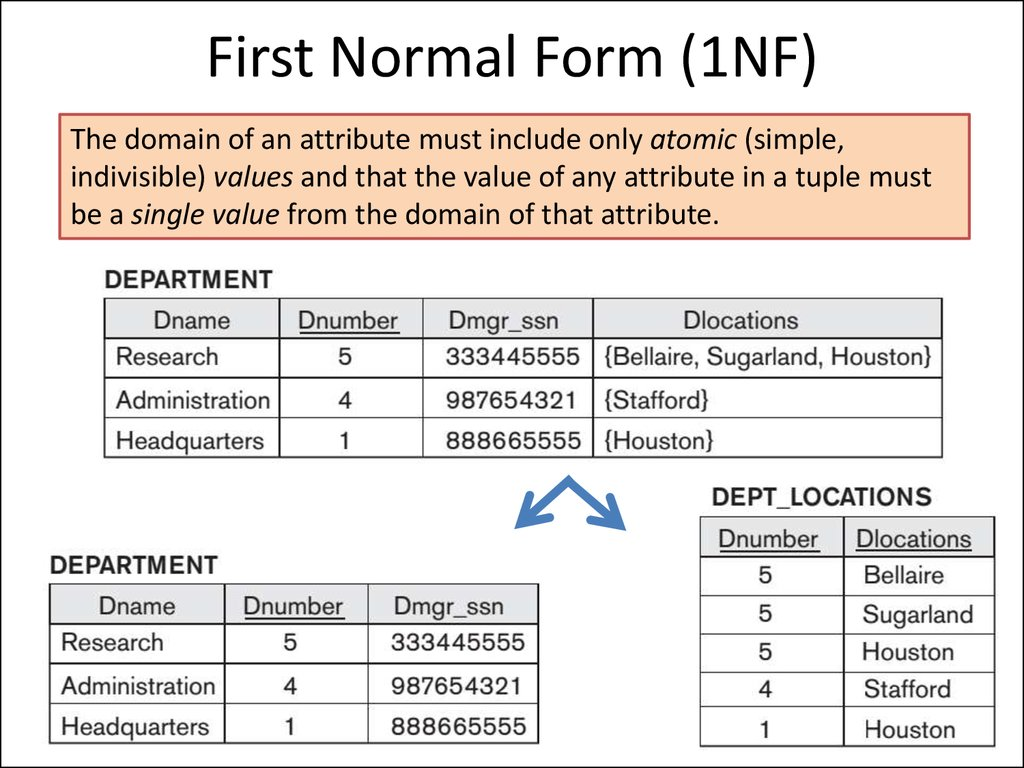 First Normal Form (1NF)
The domain of an attribute must include only atomic (simple,
indivisible) values and that the value of any attribute in a tuple must
be a single value from the domain of that attribute.
DEPARTMENT
Dname Dnumber Dmgr_ssn Dlocations
Research 5 333445555 {Bellaire, Sugarland, Houston}
Administration 4 987654321 {Stafford}
Headquarters 1 888665555 {Houston}
DEPARTMENT
Dname Dnumber Dmgr_ssn
Research 5 333445555
Administration 4 987654321
Headquarters 1 888665555
DEPT_LOCATIONS
Dnumber Dlocations
5 Bellaire
5 Sugarland
5 Houston
4 Stafford
1 Houston